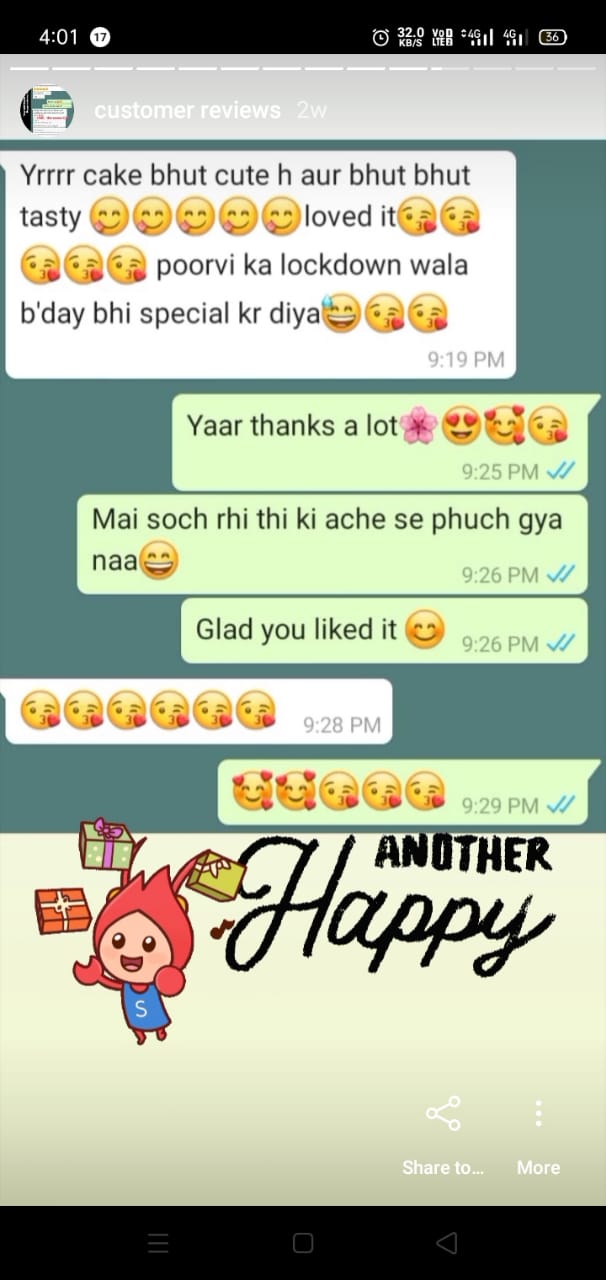 4:01 17 32.0 KB/S VoD LTE2 4G 4G 36
customer reviews 2w
Yrrrr cake bhut cute h aur bhut bhut
tasty 😋😋😋😋😋loved it😘😘
😘😘😘 poorvi ka lockdown wala
b'day bhi special kr diya😅😘😘
9:19 PM
Yaar thanks a lot🌸😍🥰😘
9:25 PM
Mai soch rhi thi ki ache se phuch gya
naa😄
9:26 PM
Glad you liked it 😊 9:26 PM
😘😘😘😘😘😘 9:28 PM
🥰🥰😘😘😘 9:29 PM
ANOTHER
Happy
S
Share to... More